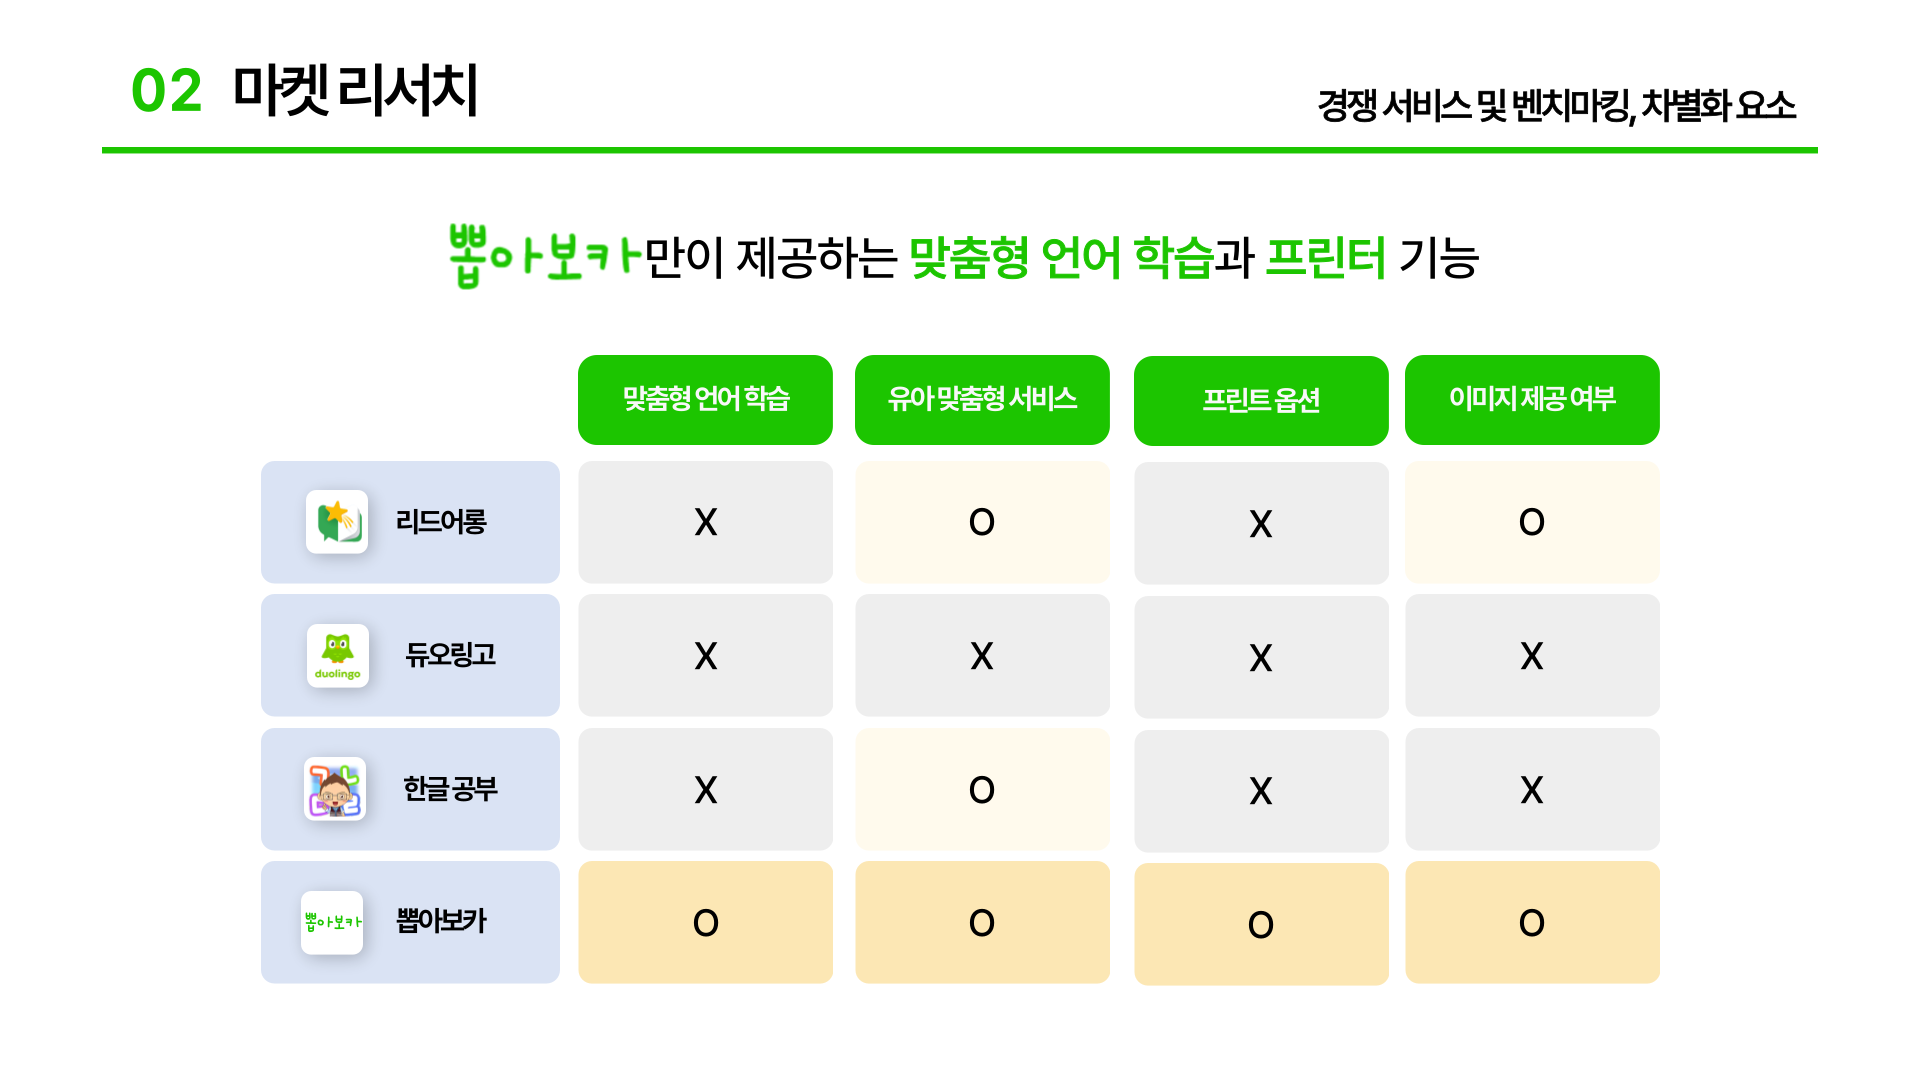 02 마켓 리서치
경쟁 서비스 및 벤치마킹, 차별화 요소
뽑아보카만이 제공하는 맞춤형 언어 학습과 프린터 기능
맞춤형 언어 학습 유아 맞춤형 서비스 프린트 옵션 이미지 제공 여부
리드어롱 X O X O
duolingo 듀오링고 X X X X
한글 공부 X O X X
뽑아보카 뽑아보카 O O O O